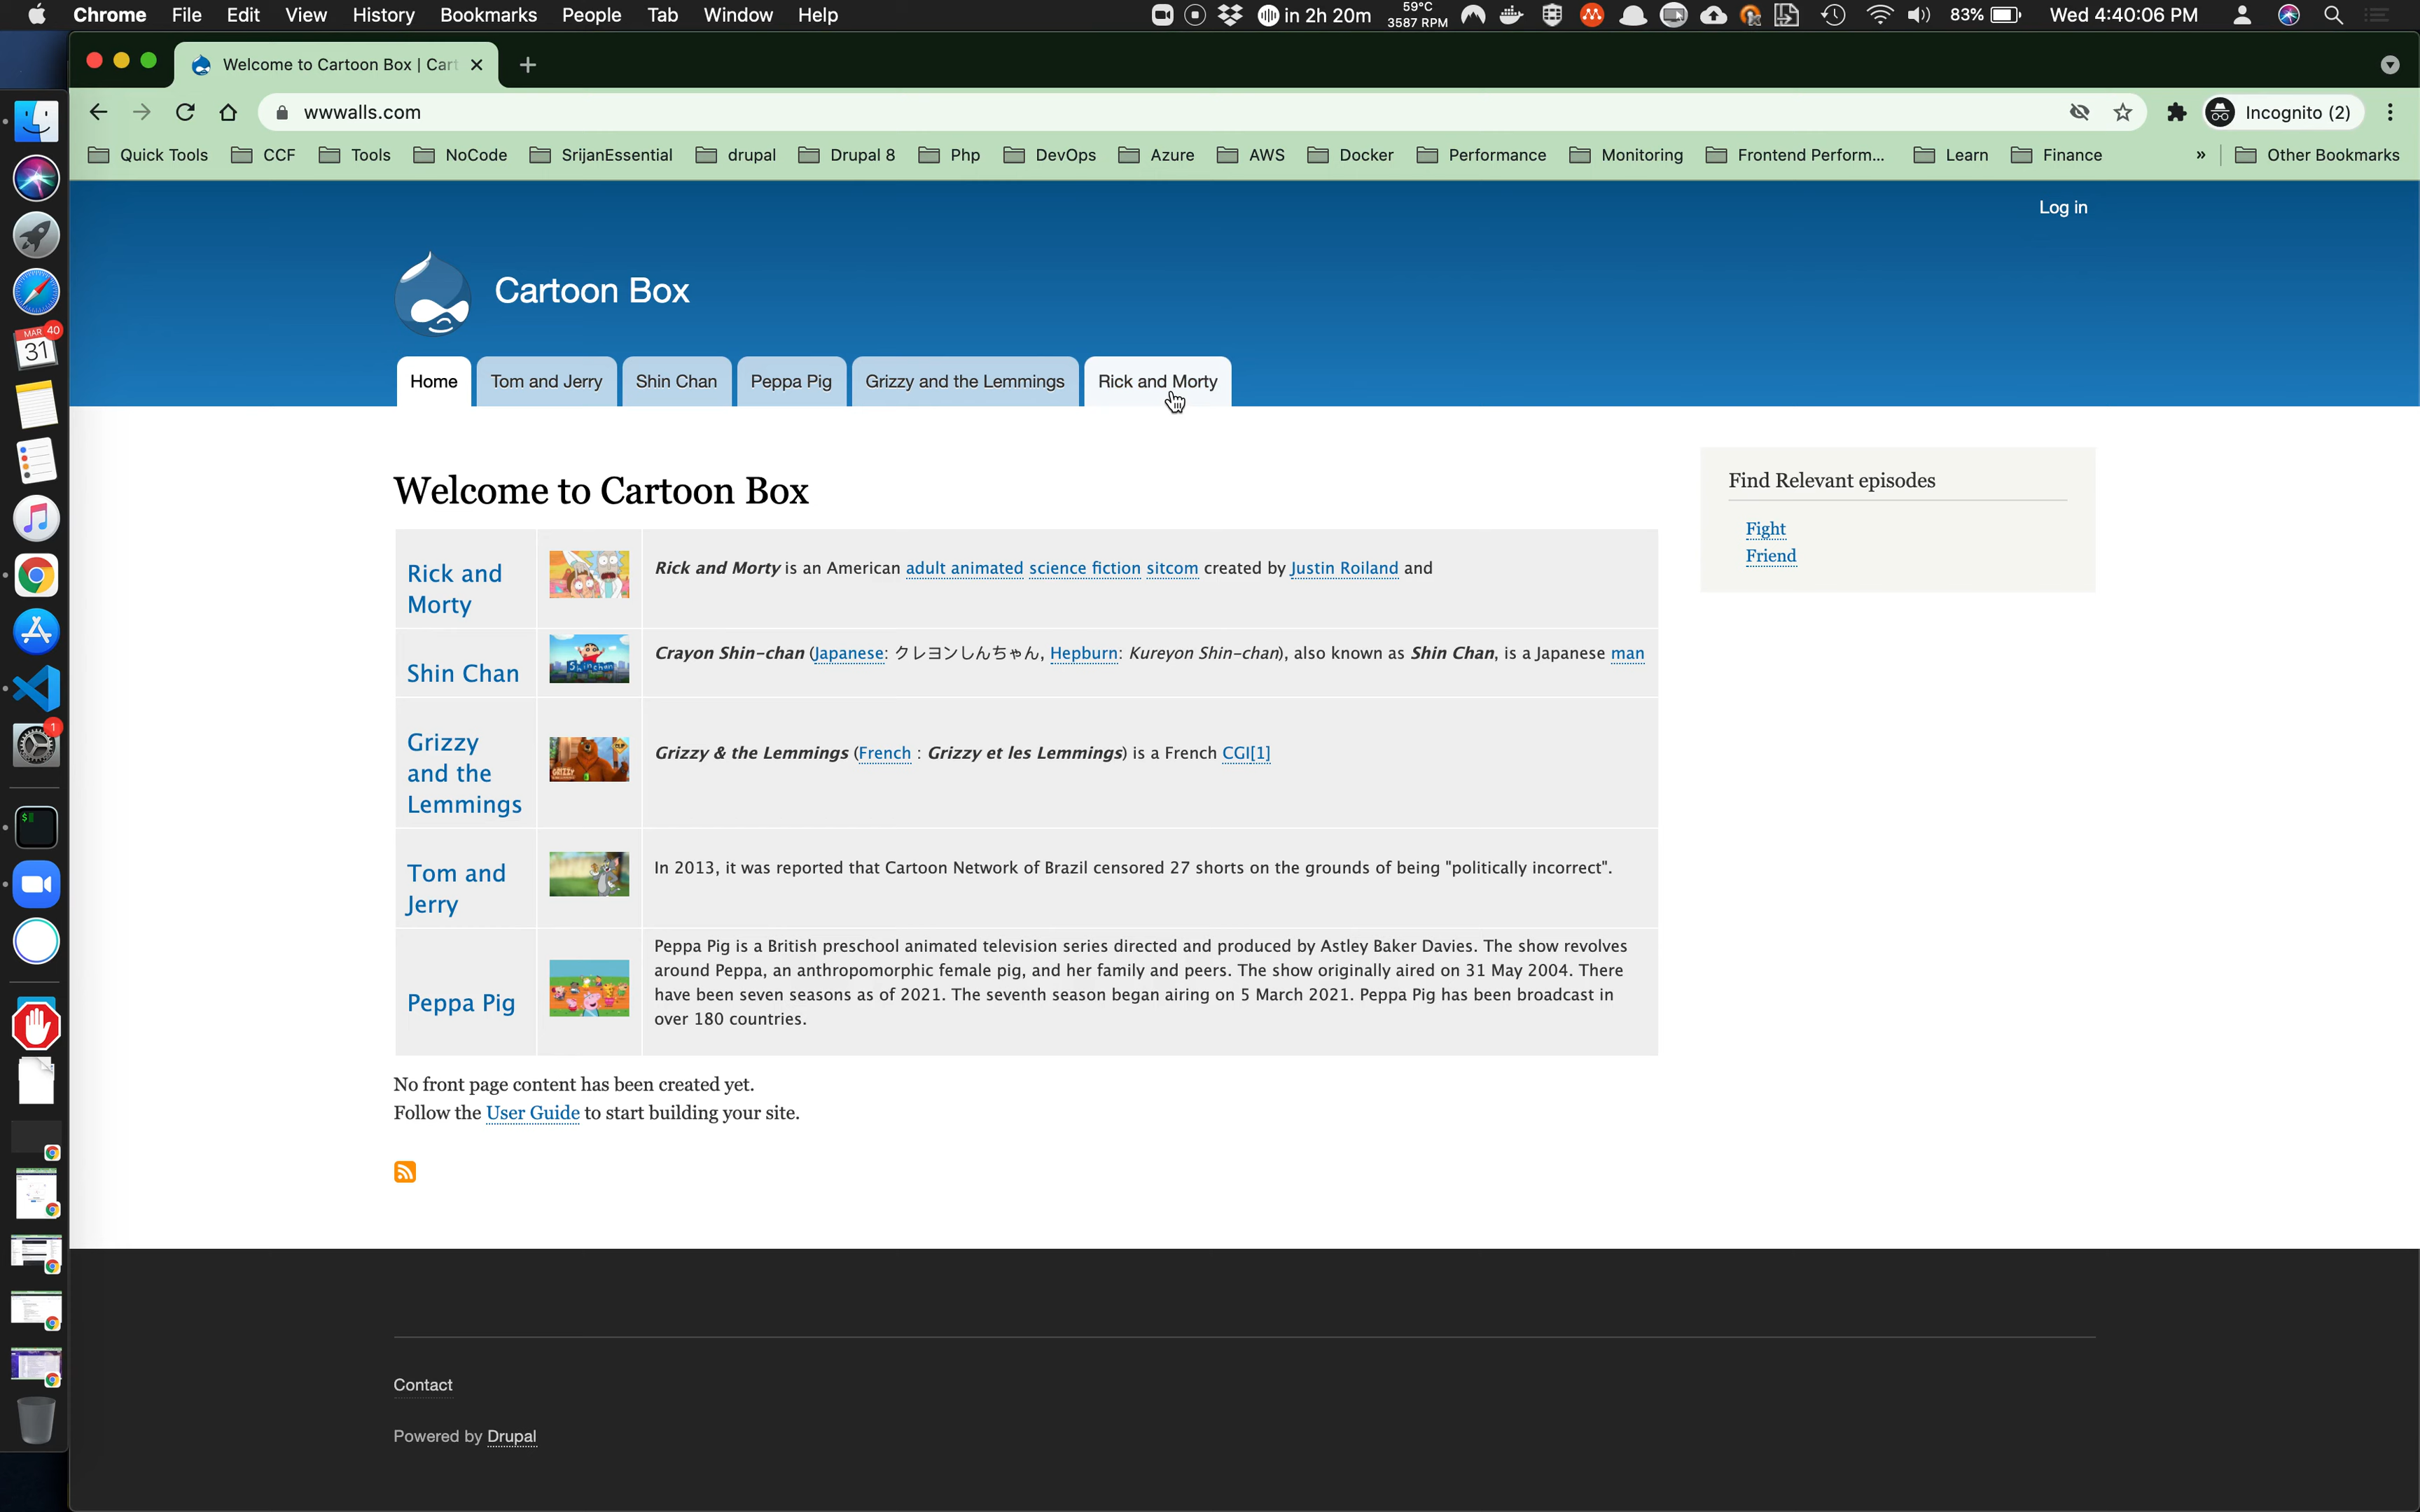 Chrome File Edit View History Bookmarks People Tab Window Help in 2h 20m 59°C 3587 RPM 83% Wed 4:40:06 PM
Welcome to Cartoon Box | Cart
wwwalls.com Incognito (2)
Quick Tools CCF Tools NoCode SrijanEssential drupal Drupal 8 Php DevOps Azure AWS Docker Performance Monitoring Frontend Perform... Learn Finance » Other Bookmarks
MAR 40
31
1
Log in
Cartoon Box
Home Tom and Jerry Shin Chan Peppa Pig Grizzy and the Lemmings Rick and Morty
Welcome to Cartoon Box
Rick and
Morty
Rick and Morty is an American adult animated science fiction sitcom created by Justin Roiland and
Shin Chan
Crayon Shin-chan (Japanese: クレヨンしんちゃん, Hepburn: Kureyon Shin-chan), also known as Shin Chan, is a Japanese man
Grizzy
and the
Lemmings
Grizzy & the Lemmings (French : Grizzy et les Lemmings) is a French CGI[1]
Tom and
Jerry
In 2013, it was reported that Cartoon Network of Brazil censored 27 shorts on the grounds of being "politically incorrect".
Peppa Pig
Peppa Pig is a British preschool animated television series directed and produced by Astley Baker Davies. The show revolves
around Peppa, an anthropomorphic female pig, and her family and peers. The show originally aired on 31 May 2004. There
have been seven seasons as of 2021. The seventh season began airing on 5 March 2021. Peppa Pig has been broadcast in
over 180 countries.
No front page content has been created yet.
Follow the User Guide to start building your site.
Find Relevant episodes
Fight
Friend
Contact
Powered by Drupal